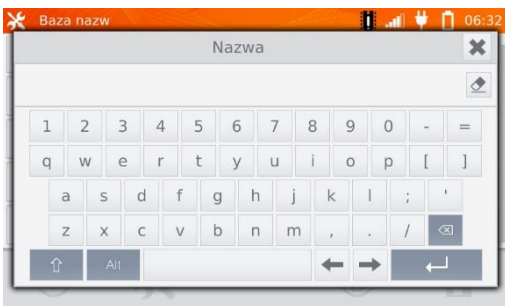 Baza nazw 06:32
Nazwa
1 2 3 4 5 6 7 8 9 0 - =
q w e r t y u i o p [ ]
a s d f g h j k l ; '
z x c v b n m , . /
Alt